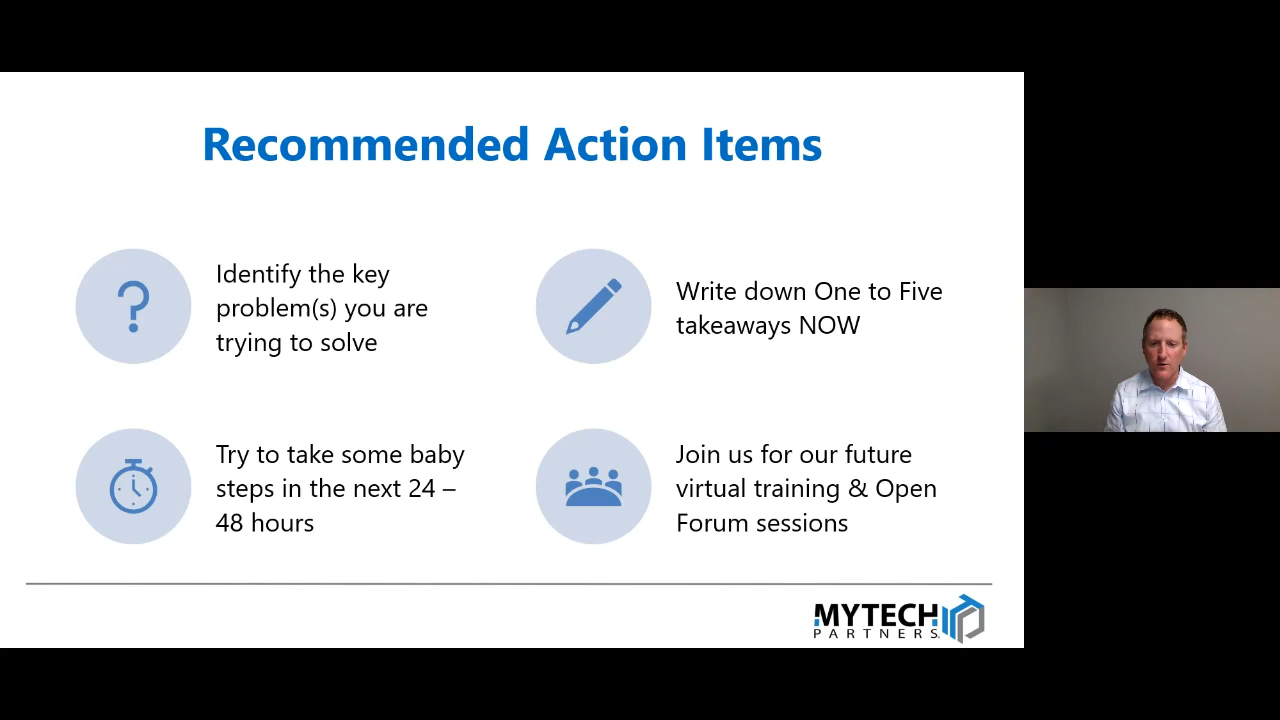 Recommended Action Items
Identify the key
problem(s) you are
trying to solve
Write down One to Five
takeaways NOW
Try to take some baby
steps in the next 24 –
48 hours
Join us for our future
virtual training & Open
Forum sessions
MYTECH
PARTNERS